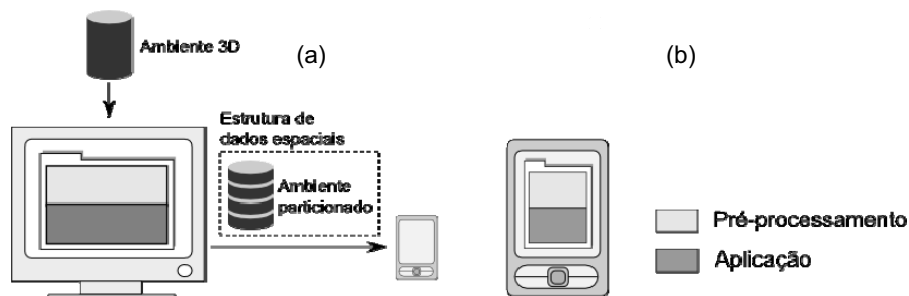 Ambiente 3D
(a)
(b)
Estrutura de
dados espaciais
Ambiente
particionado
Pré-processamento
Aplicação